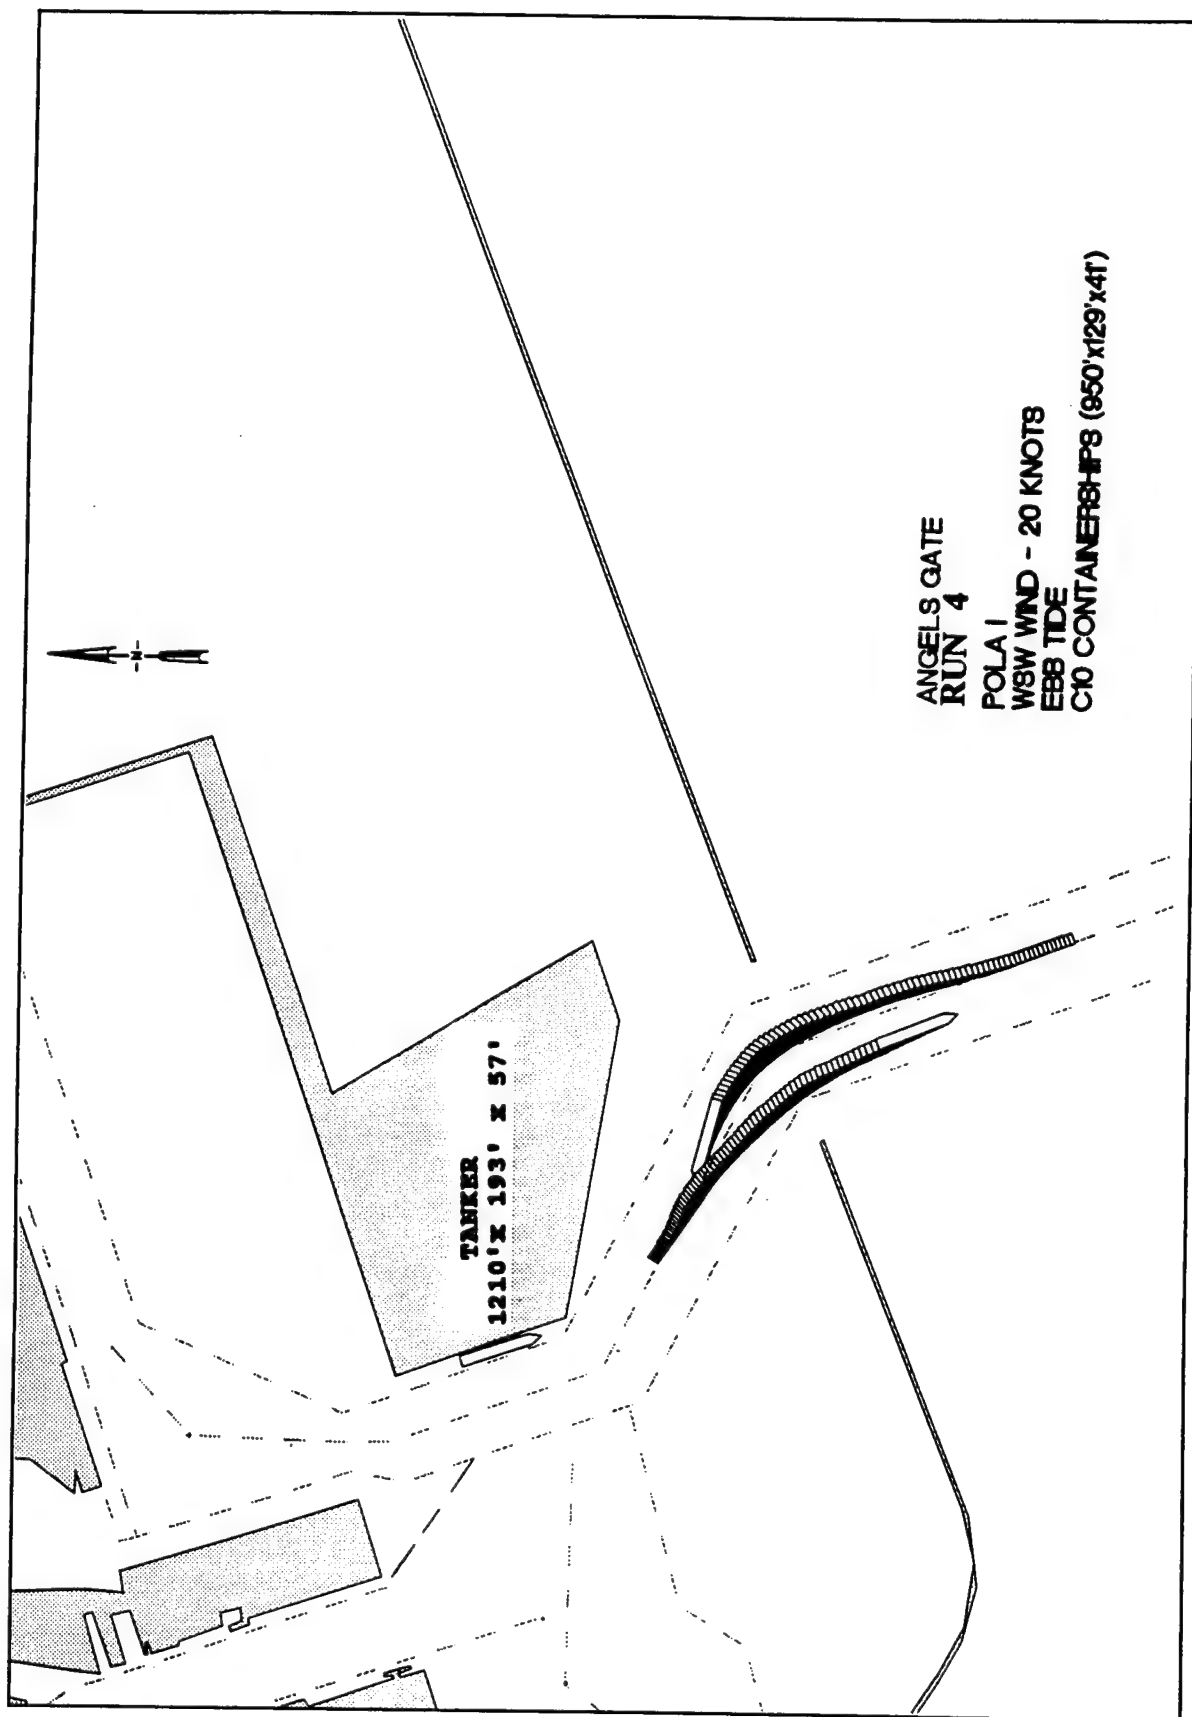 N
TANKER
1210'X 193' X 57'
ANGELS GATE
RUN 4
POLA I
WSW WIND - 20 KNOTS
EBB TIDE
C10 CONTAINERSHIPS (950'x129'x41')